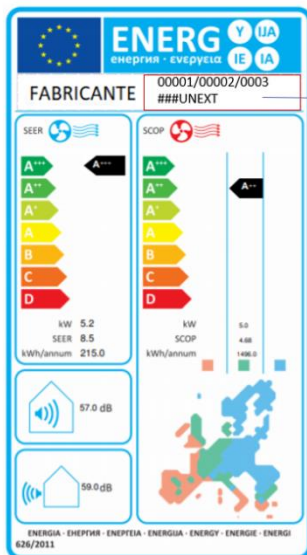 ENERG Y IJA
енергия · ενεργεια IE IA
FABRICANTE
00001/00002/0003
###UNEXT
SEER
SCOP
A+++
A++
A+
A
B
C
D
A+++
kW 5.2
SEER 8.5
kWh/annum 215.0
A+++
A++
A+
A
B
C
D
A++
kW 5.0
SCOP 4.68
kWh/annum 1496.0
57.0 dB
59.0 dB
ENERGIA · ЕНЕРГИЯ · ΕΝΕΡΓΕΙΑ · ENERGIJA · ENERGY · ENERGIE · ENERGI
626/2011